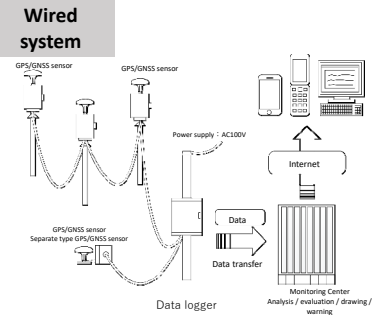 Wired
system
GPS/GNSS sensor
GPS/GNSS sensor
Power supply：AC100V
Internet
GPS/GNSS sensor
Separate type GPS/GNSS sensor
Data
Data transfer
Data logger
Monitoring Center
Analysis / evaluation / drawing /
warning